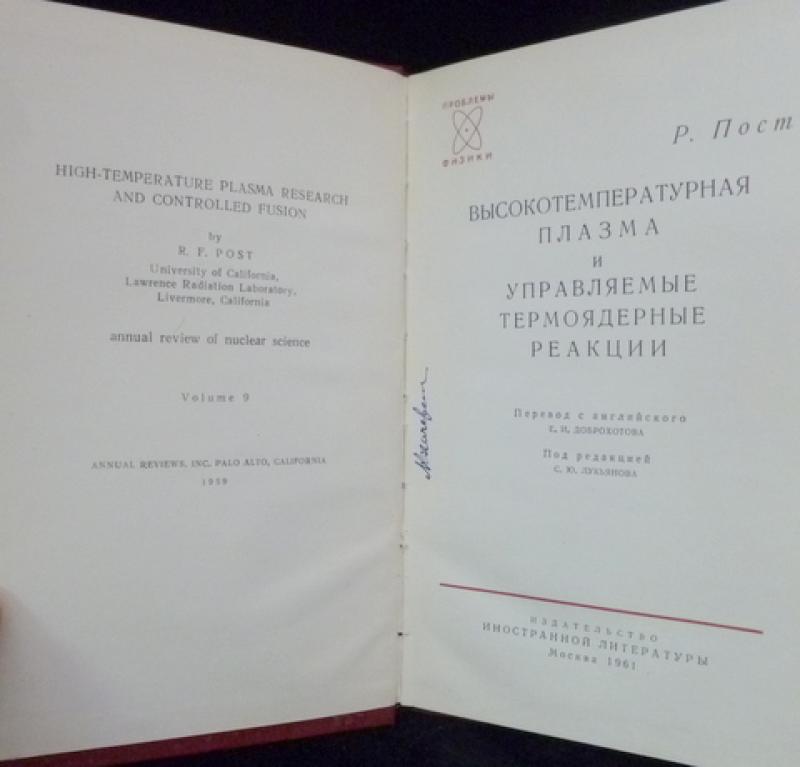 HIGH-TEMPERATURE PLASMA RESEARCH
AND CONTROLLED FUSION
by
R. F. POST
University of California,
Lawrence Radiation Laboratory,
Livermore, California
annual review of nuclear science
Volume 9
ANNUAL REVIEWS, INC. PALO ALTO, CALIFORNIA
1959
ПРОБЛЕМЫ
ФИЗИКИ
Р. Пост
ВЫСОКОТЕМПЕРАТУРНАЯ
ПЛАЗМА
И
УПРАВЛЯЕМЫЕ
ТЕРМОЯДЕРНЫЕ
РЕАКЦИИ
Перевод с английского
Е. И. ДОБРОХОТОВА
Под редакцией
С. Ю. ЛУКЬЯНОВА
ИЗДАТЕЛЬСТВО
ИНОСТРАННОЙ ЛИТЕРАТУРЫ
Москва 1961